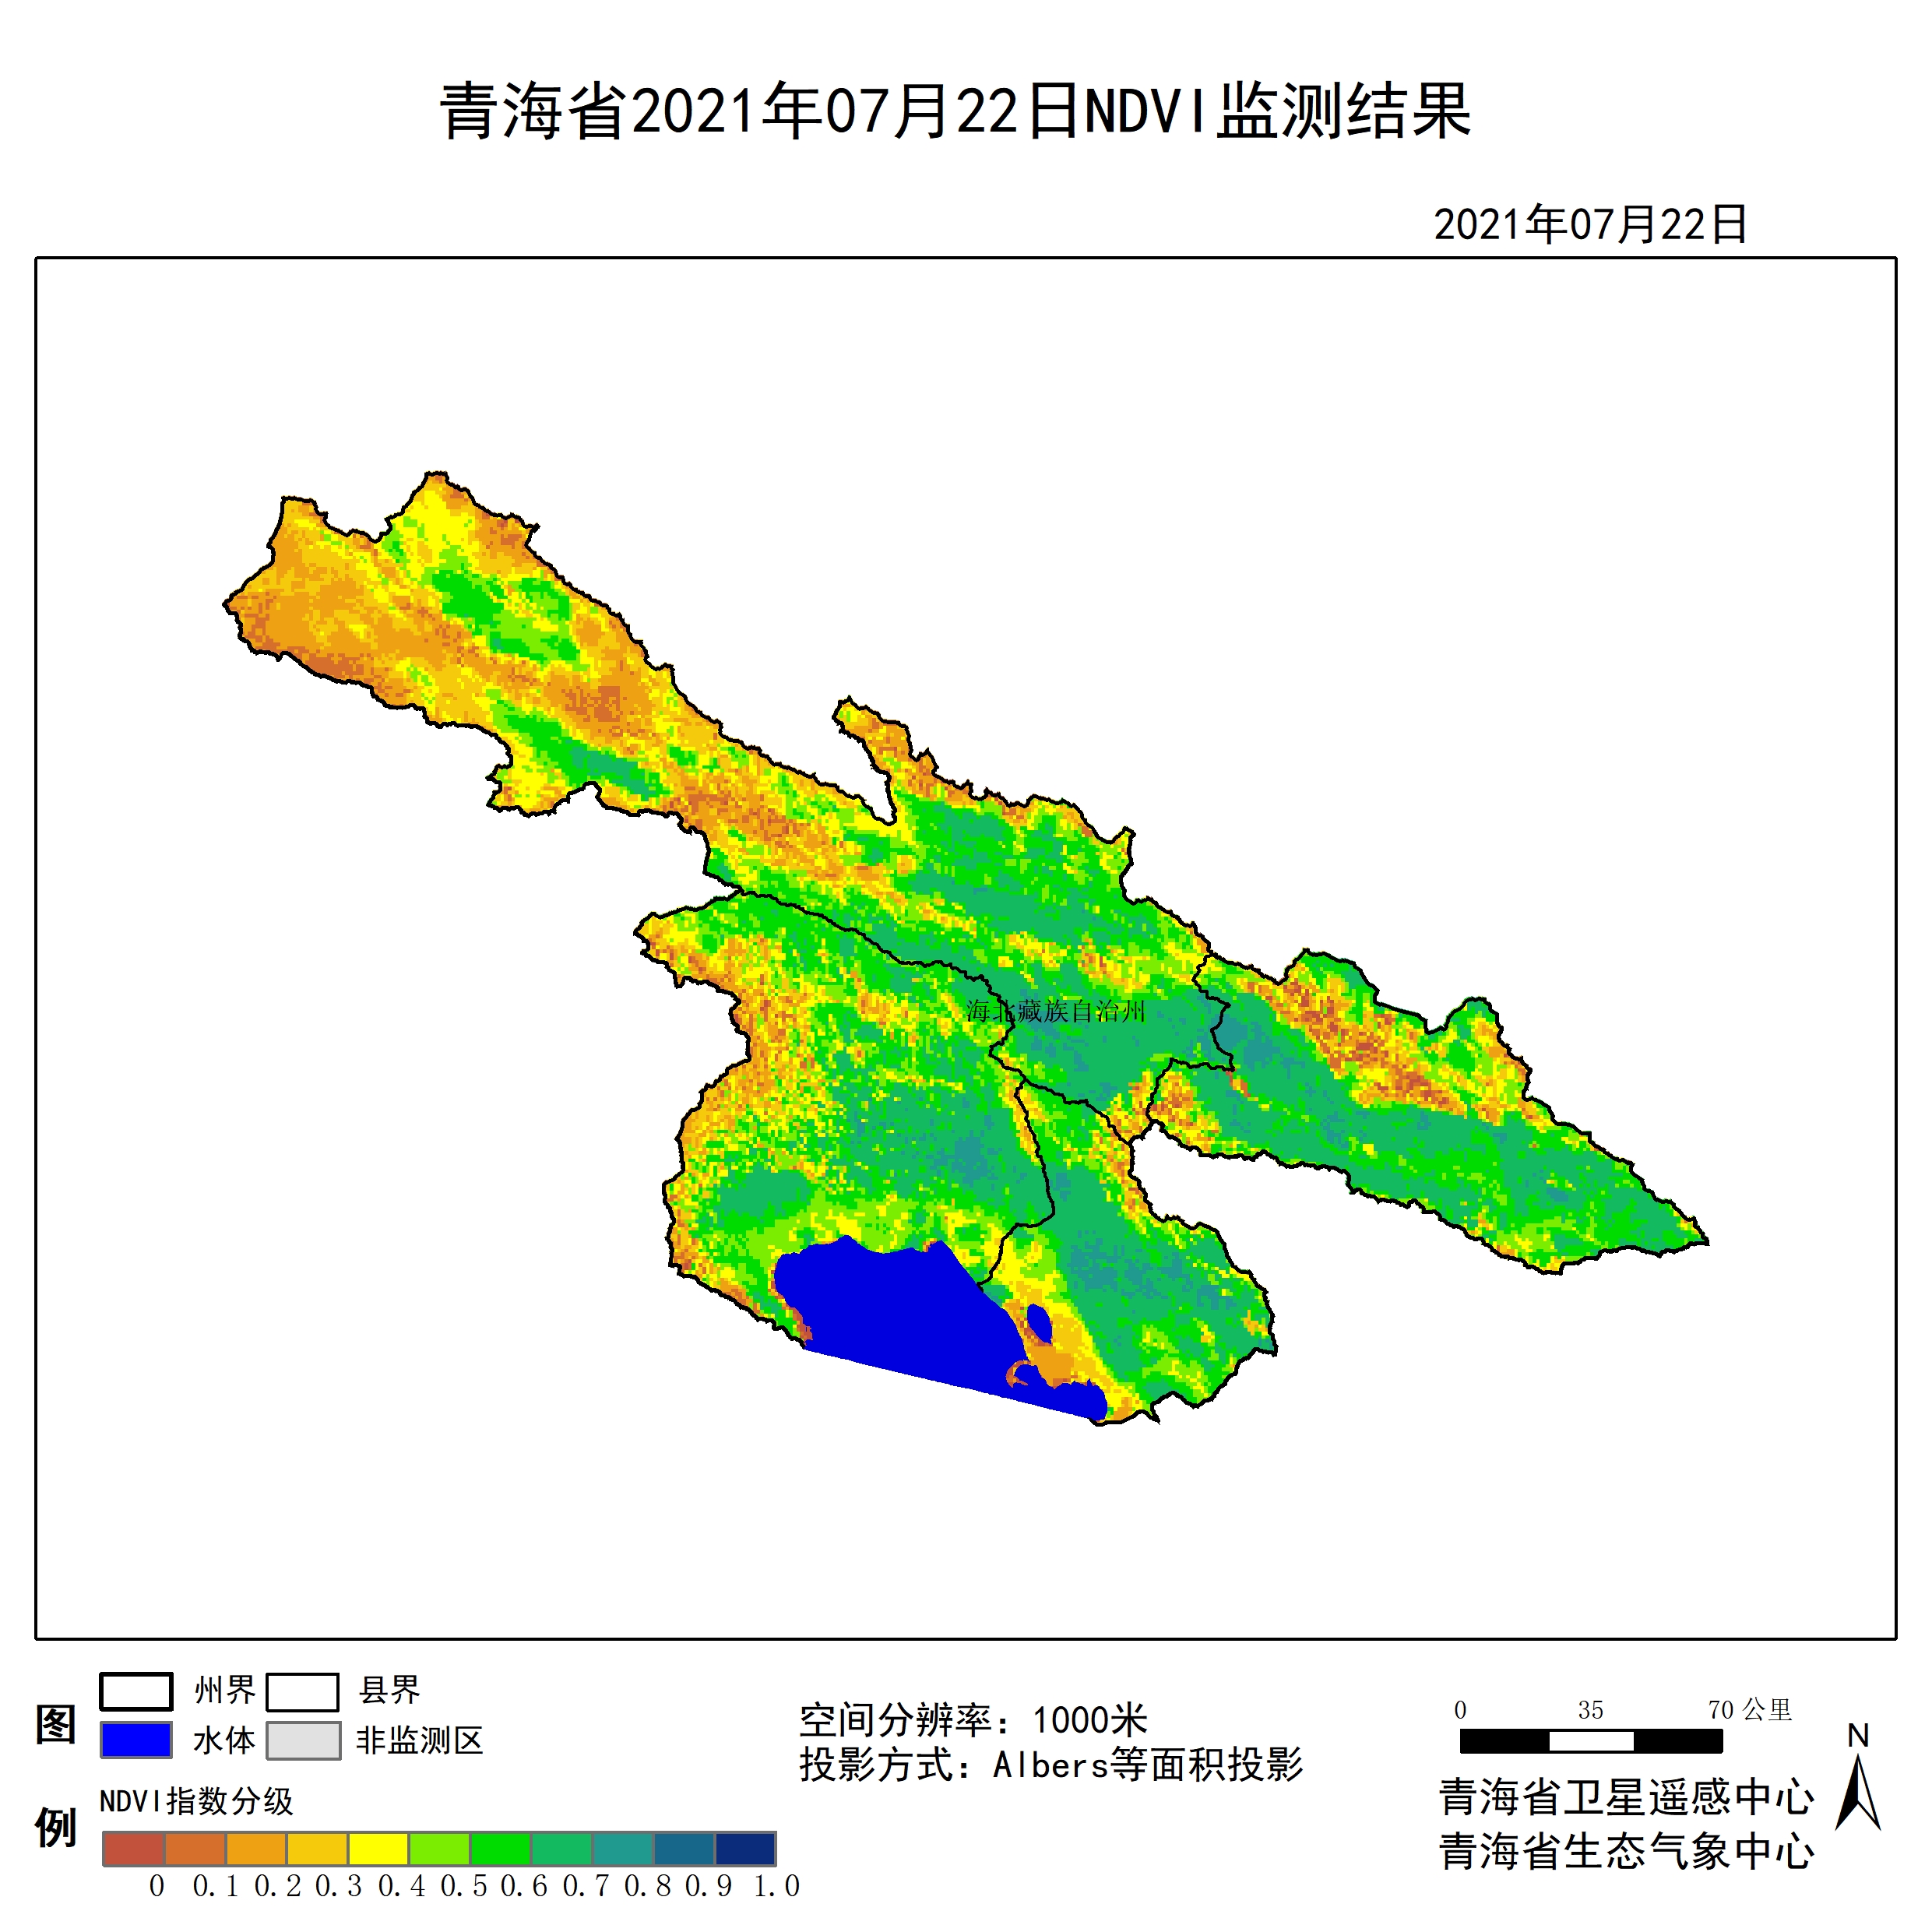 青海省2021年07月22日NDVI监测结果
2021年07月22日
海北藏族自治州
图例
州界 县界
水体 非监测区
NDVI指数分级
0 0.1 0.2 0.3 0.4 0.5 0.6 0.7 0.8 0.9 1.0
空间分辨率：1000米
投影方式：Albers等面积投影
0 35 70 公里
N
青海省卫星遥感中心
青海省生态气象中心